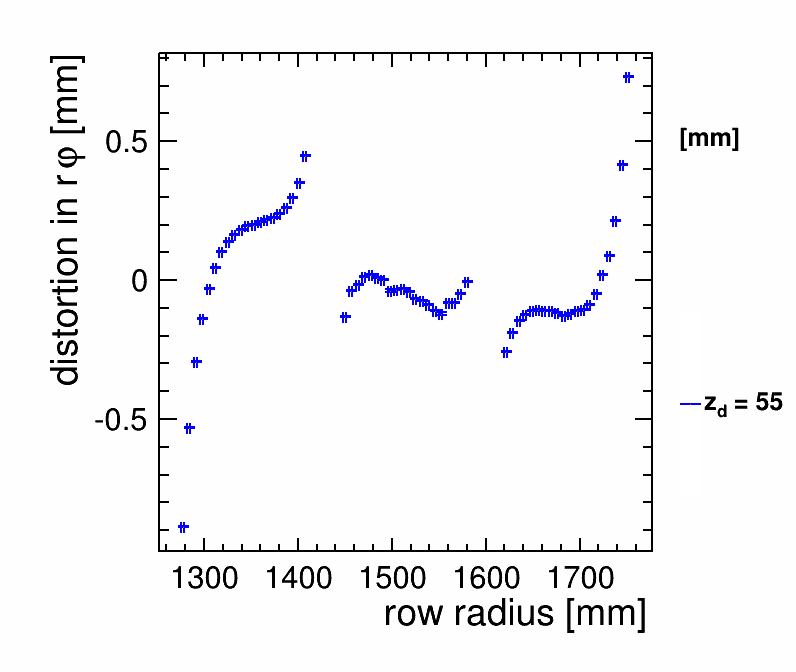 distortion in rφ [mm]
0.5
0
-0.5
1300 1400 1500 1600 1700
row radius [mm]
[mm]
z_d = 55